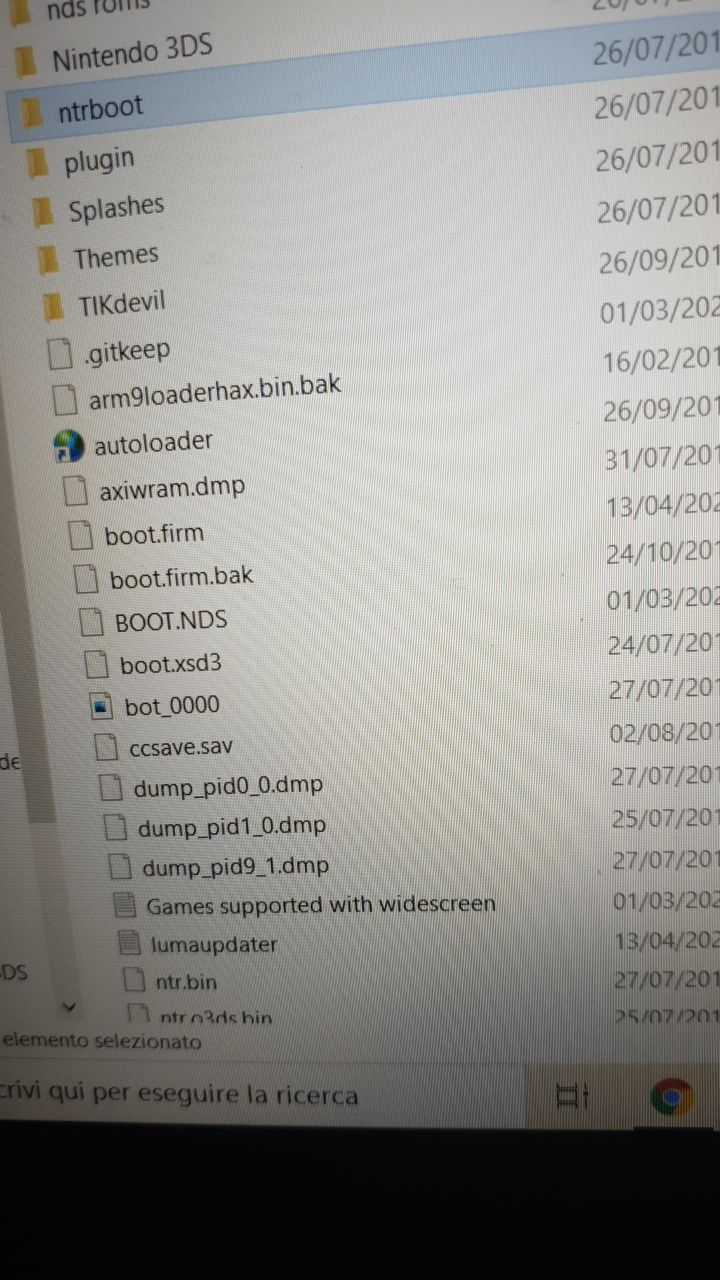 nds roms
Nintendo 3DS
26/07/201
ntrboot
26/07/201
plugin
26/07/201
Splashes
26/07/201
Themes
26/09/201
TIKdevil
01/03/202
.gitkeep
16/02/201
arm9loaderhax.bin.bak
26/09/201
autoloader
31/07/201
axiwram.dmp
13/04/202
boot.firm
24/10/201
boot.firm.bak
01/03/202
BOOT.NDS
24/07/201
boot.xsd3
27/07/201
bot_0000
02/08/201
ccsave.sav
27/07/201
dump_pid0_0.dmp
25/07/201
dump_pid1_0.dmp
27/07/201
dump_pid9_1.dmp
01/03/202
Games supported with widescreen
13/04/202
lumaupdater
27/07/201
ntr.bin
25/07/201
de
DS
elemento selezionato
crivi qui per eseguire la ricerca